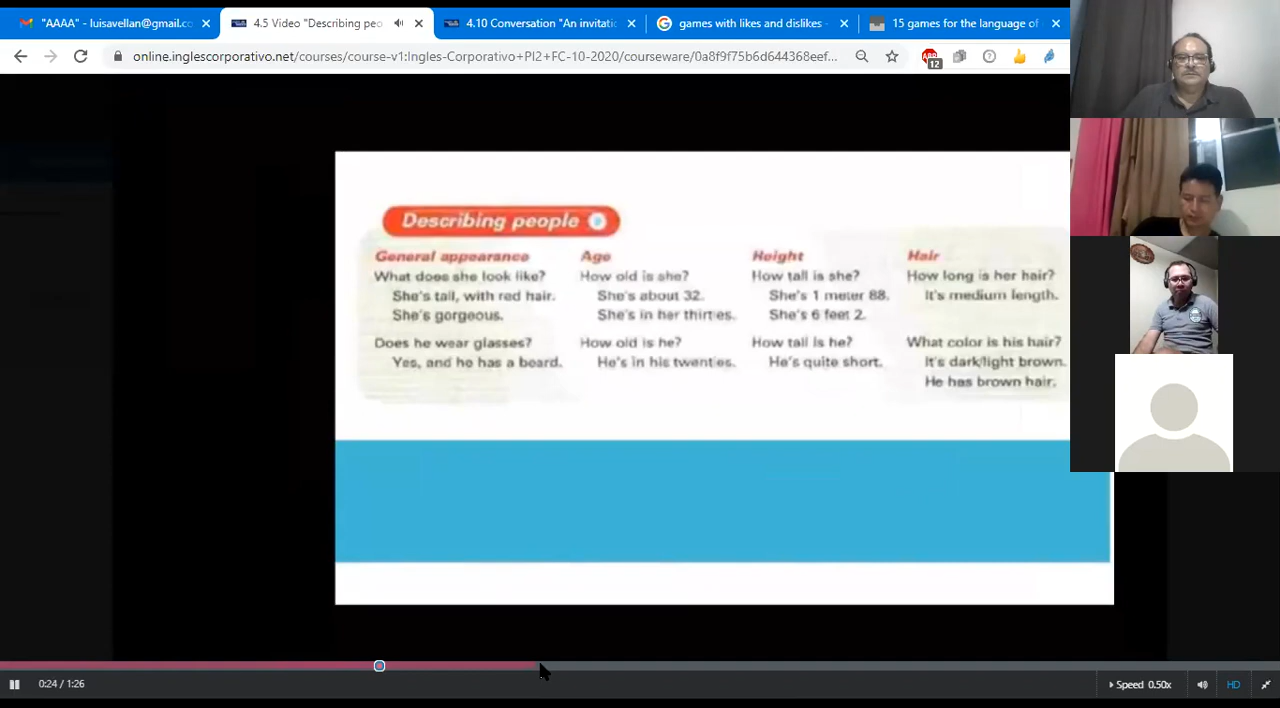 "AAAA" - luisavellan@gmail.co
4.5 Video "Describing peo
4.10 Conversation "An invitatio
games with likes and dislikes -
15 games for the language of
online.inglescorporativo.net/courses/course-v1:Ingles-Corporativo+PI2+FC-10-2020/courseware/0a8f9f75b6d644368eef...
12
Describing people
General appearance
What does she look like?
She's tall, with red hair.
She's gorgeous.
Does he wear glasses?
Yes, and he has a beard.
Age
How old is she?
She's about 32.
She's in her thirties.
How old is he?
He's in his twenties.
Height
How tall is she?
She's 1 meter 88.
She's 6 feet 2.
How tall is he?
He's quite short.
Hair
How long is her hair?
It's medium length.
What color is his hair?
It's dark/light brown.
He has brown hair.
0:24 / 1:26
Speed 0.50x
HD